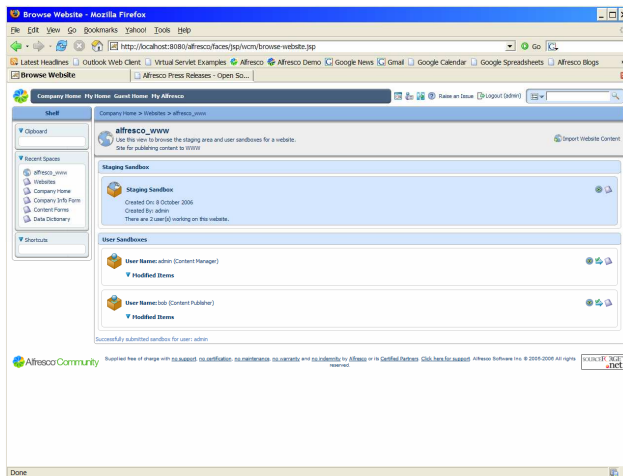 Browse Website - Mozilla Firefox
File Edit View Go Bookmarks Yahoo! Tools Help
http://localhost:8080/alfresco/faces/jsp/wcm/browse-website.jsp Go
Latest Headlines Outlook Web Client Virtual Servlet Examples Alfresco Alfresco Demo Google News Gmail Google Calendar Google Spreadsheets Alfresco Blogs
Browse Website Alfresco Press Releases - Open So...
Company Home My Home Guest Home My Alfresco Raise an Issue Logout (admin)
Shelf
Clipboard
Recent Spaces
alfresco_www
Websites
Company Home
Company Info Form
Content Forms
Data Dictionary
Shortcuts
Company Home > Websites > alfresco_www
alfresco_www
Use this view to browse the staging area and user sandboxes for a website.
Site for publishing content to WWW
Import Website Content
Staging Sandbox
Staging Sandbox
Created On: 8 October 2006
Created By: admin
There are 2 user(s) working on this website.
User Sandboxes
User Name: admin (Content Manager)
Modified Items
User Name: bob (Content Publisher)
Modified Items
Successfully submitted sandbox for user: admin
Alfresco Community
Supplied free of charge with no support, no certification, no maintenance, no warranty and no indemnity by Alfresco or its Certified Partners. Click here for support. Alfresco Software Inc. © 2005-2006 All rights
reserved.
SOURCEFORGE
.net
Done